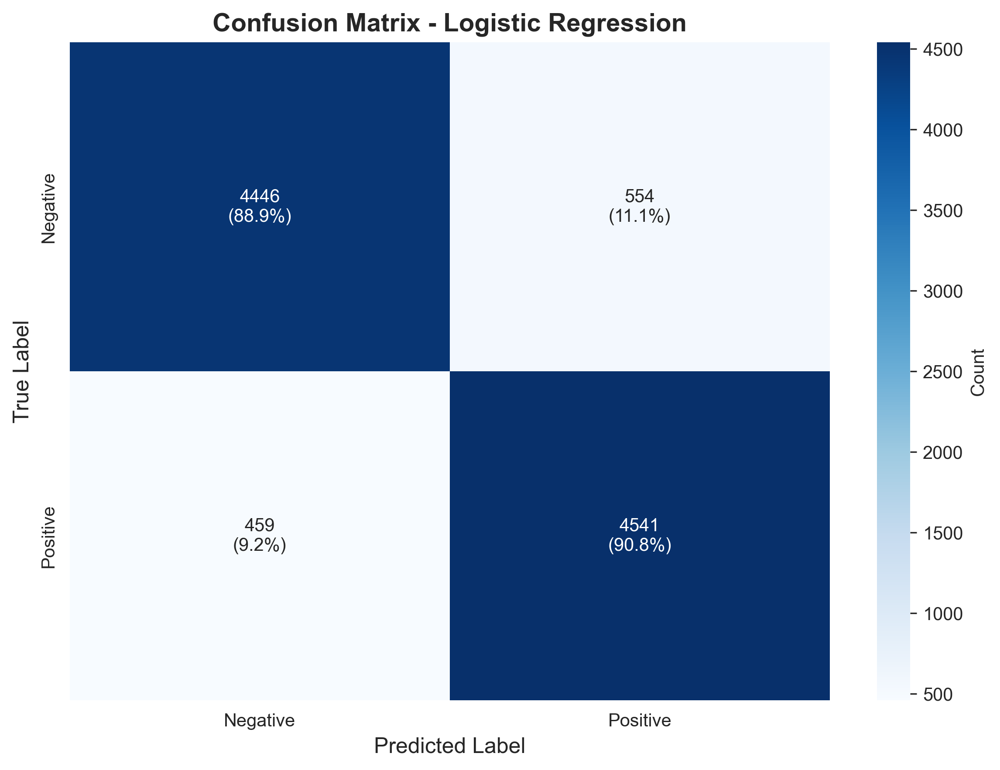 Confusion Matrix - Logistic Regression
True Label
Negative
Positive
4446
(88.9%)
554
(11.1%)
459
(9.2%)
4541
(90.8%)
Negative
Positive
Predicted Label
4500
4000
3500
3000
2500
2000
1500
1000
500
Count